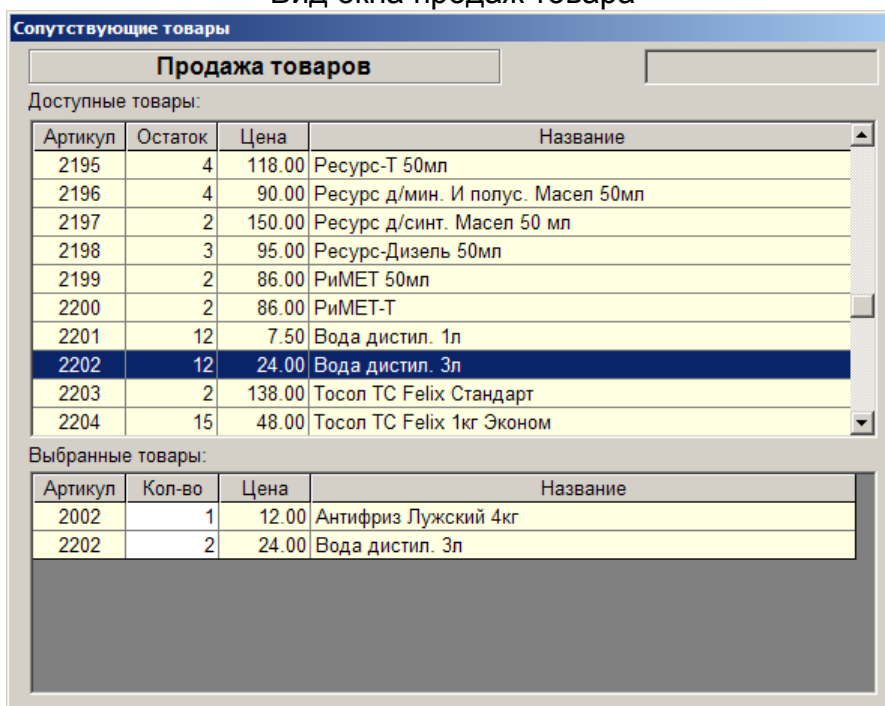 Вид окна продаж товара
Сопутствующие товары
Продажа товаров
Доступные товары:
Артикул Остаток Цена Название
2195 4 118.00 Ресурс-Т 50мл
2196 4 90.00 Ресурс д/мин. И полус. Масел 50мл
2197 2 150.00 Ресурс д/синт. Масел 50 мл
2198 3 95.00 Ресурс-Дизель 50мл
2199 2 86.00 РиМЕТ 50мл
2200 2 86.00 РиМЕТ-Т
2201 12 7.50 Вода дистил. 1л
2202 12 24.00 Вода дистил. 3л
2203 2 138.00 Тосол ТС Felix Стандарт
2204 15 48.00 Тосол ТС Felix 1кг Эконом
Выбранные товары:
Артикул Кол-во Цена Название
2002 1 12.00 Антифриз Лужский 4кг
2202 2 24.00 Вода дистил. 3л